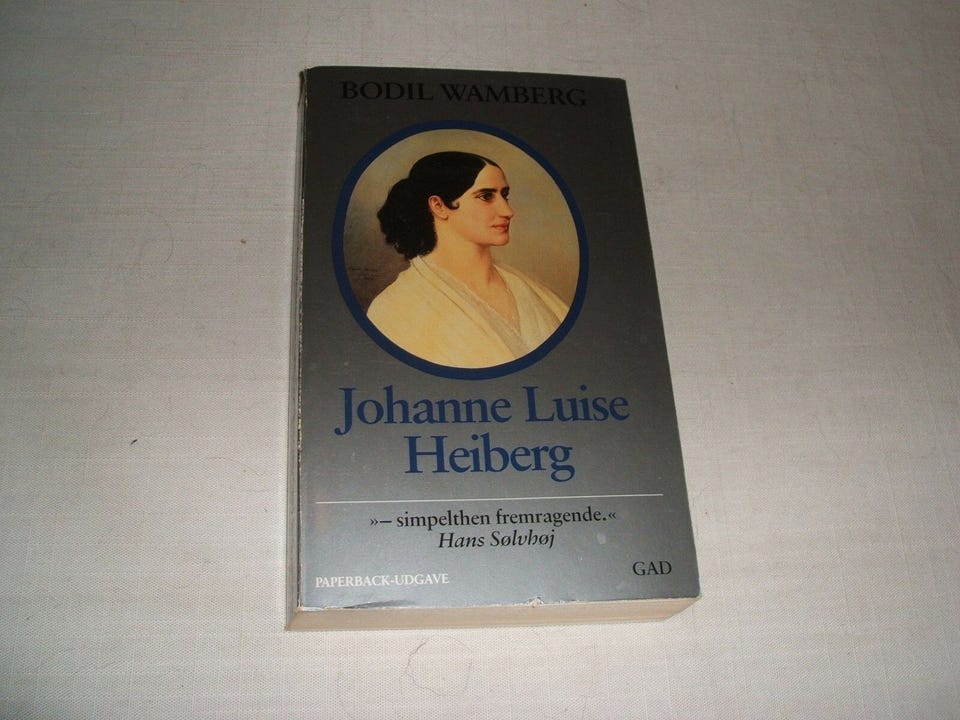 BODIL WAMBERG
Johanne Luise
Heiberg
»– simpelthen fremragende.«
Hans Sølvhøj
PAPERBACK-UDGAVE
GAD